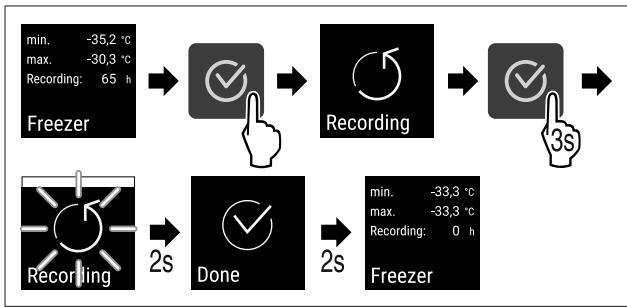 min. -35,2 °C
max. -30,3 °C
Recording: 65 h
Freezer
Recording
3s
Recording
2s
Done
2s
min. -33,3 °C
max. -33,3 °C
Recording: 0 h
Freezer